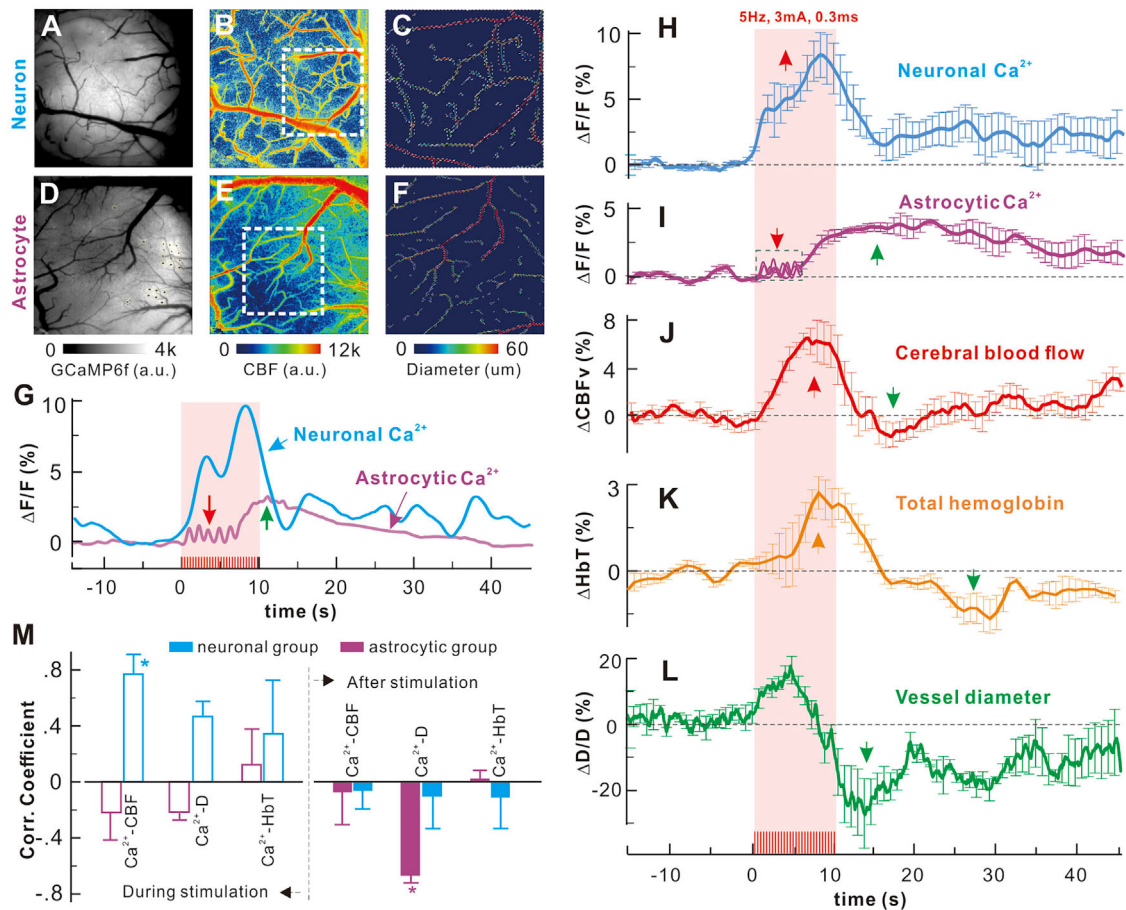 A
B
C
Neuron
D
E
F
Astrocyte
0 4k
GCaMP6f (a.u.)
0 12k
CBF (a.u.)
0 60
Diameter (um)
G
ΔF/F (%)
10
5
0
Neuronal Ca²⁺
Astrocytic Ca²⁺
-10 0 10 20 30 40
time (s)
M
neuronal group
astrocytic group
After stimulation
During stimulation
Corr. Coefficient
.8
.4
0
-.4
-.8
*
Ca²⁺-CBF
Ca²⁺-D
Ca²⁺-HbT
Ca²⁺-CBF
Ca²⁺-D
Ca²⁺-HbT
*
5Hz, 3mA, 0.3ms
H
Neuronal Ca²⁺
ΔF/F (%)
10
5
0
I
Astrocytic Ca²⁺
ΔF/F (%)
5
0
J
Cerebral blood flow
ΔCBFv (%)
8
4
0
K
Total hemoglobin
ΔHbT (%)
3
0
L
Vessel diameter
ΔD/D (%)
20
0
-20
-10 0 10 20 30 40
time (s)